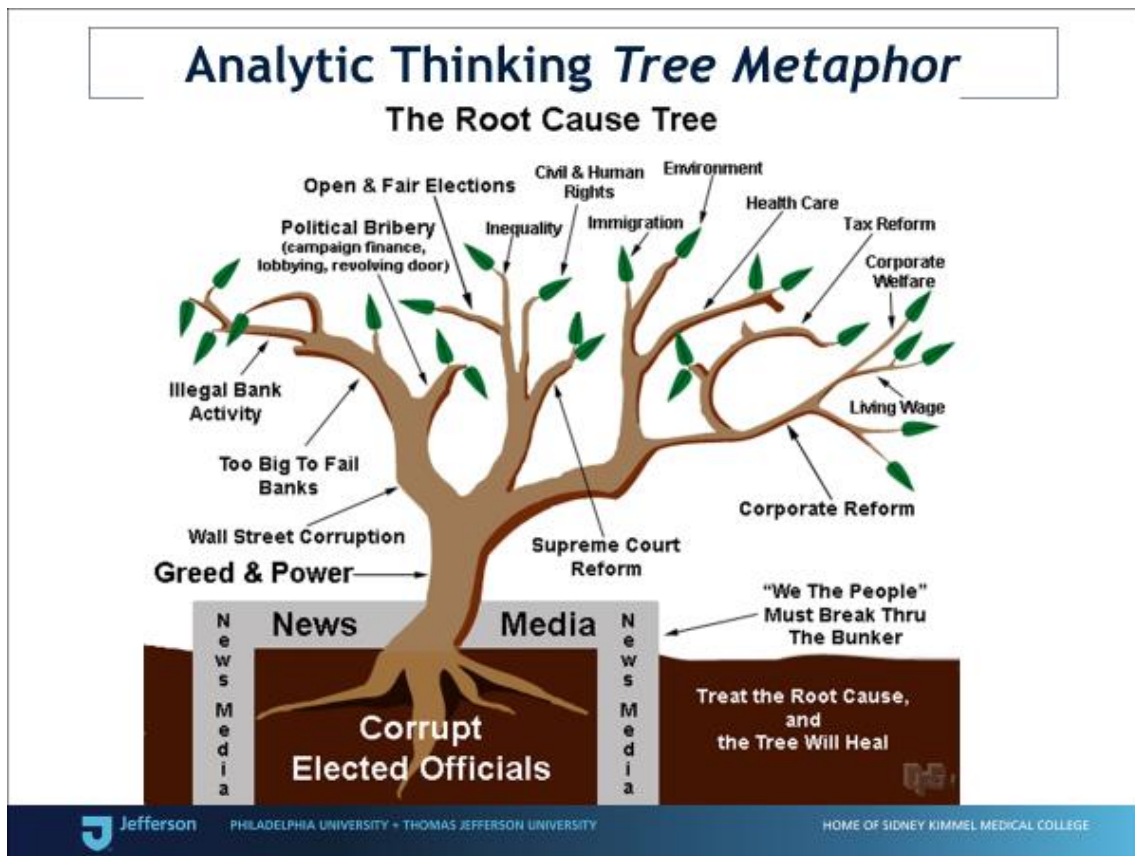 Analytic Thinking Tree Metaphor
The Root Cause Tree
Open & Fair Elections
Civil & Human
Rights
Environment
Political Bribery
(campaign finance,
lobbying, revolving door)
Inequality
Immigration
Health Care
Tax Reform
Corporate
Welfare
Illegal Bank
Activity
Living Wage
Too Big To Fail
Banks
Corporate Reform
Wall Street Corruption
Supreme Court
Reform
Greed & Power
"We The People"
Must Break Thru
The Bunker
News Media
News Media
News Media
Treat the Root Cause,
and
the Tree Will Heal
Corrupt
Elected Officials
Jefferson
PHILADELPHIA UNIVERSITY + THOMAS JEFFERSON UNIVERSITY
HOME OF SIDNEY KIMMEL MEDICAL COLLEGE